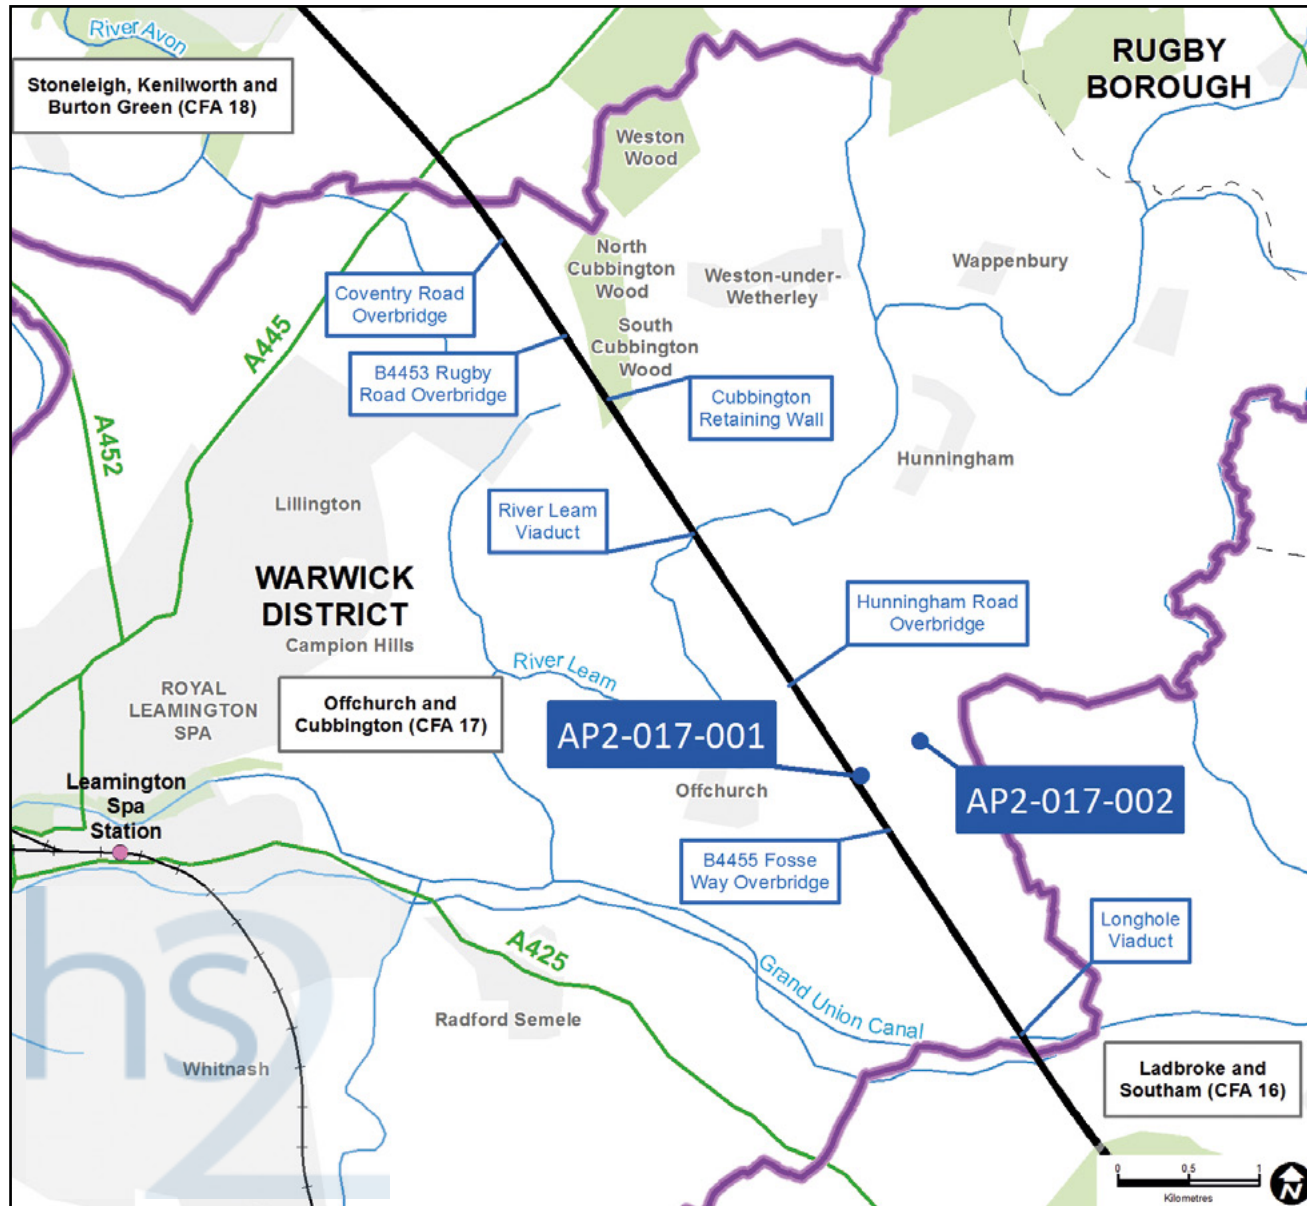 River Avon
Stoneleigh, Kenilworth and
Burton Green (CFA 18)
RUGBY
BOROUGH
Weston
Wood
North
Cubbington
Wood
Weston-under-
Wetherley
Wappenbury
Coventry Road
Overbridge
A445
South
Cubbington
Wood
B4453 Rugby
Road Overbridge
Cubbington
Retaining Wall
A452
Hunningham
Lillington
River Leam
Viaduct
WARWICK
DISTRICT
Campion Hills
Hunningham Road
Overbridge
River Leam
ROYAL
LEAMINGTON
SPA
Offchurch and
Cubbington (CFA 17)
AP2-017-001
Offchurch
AP2-017-002
Leamington
Spa
Station
B4455 Fosse
Way Overbridge
Longhole
Viaduct
A425
Grand Union Canal
Radford Semele
hs2
Whitnash
Ladbroke and
Southam (CFA 16)
0 0.5 1
Kilometres
N